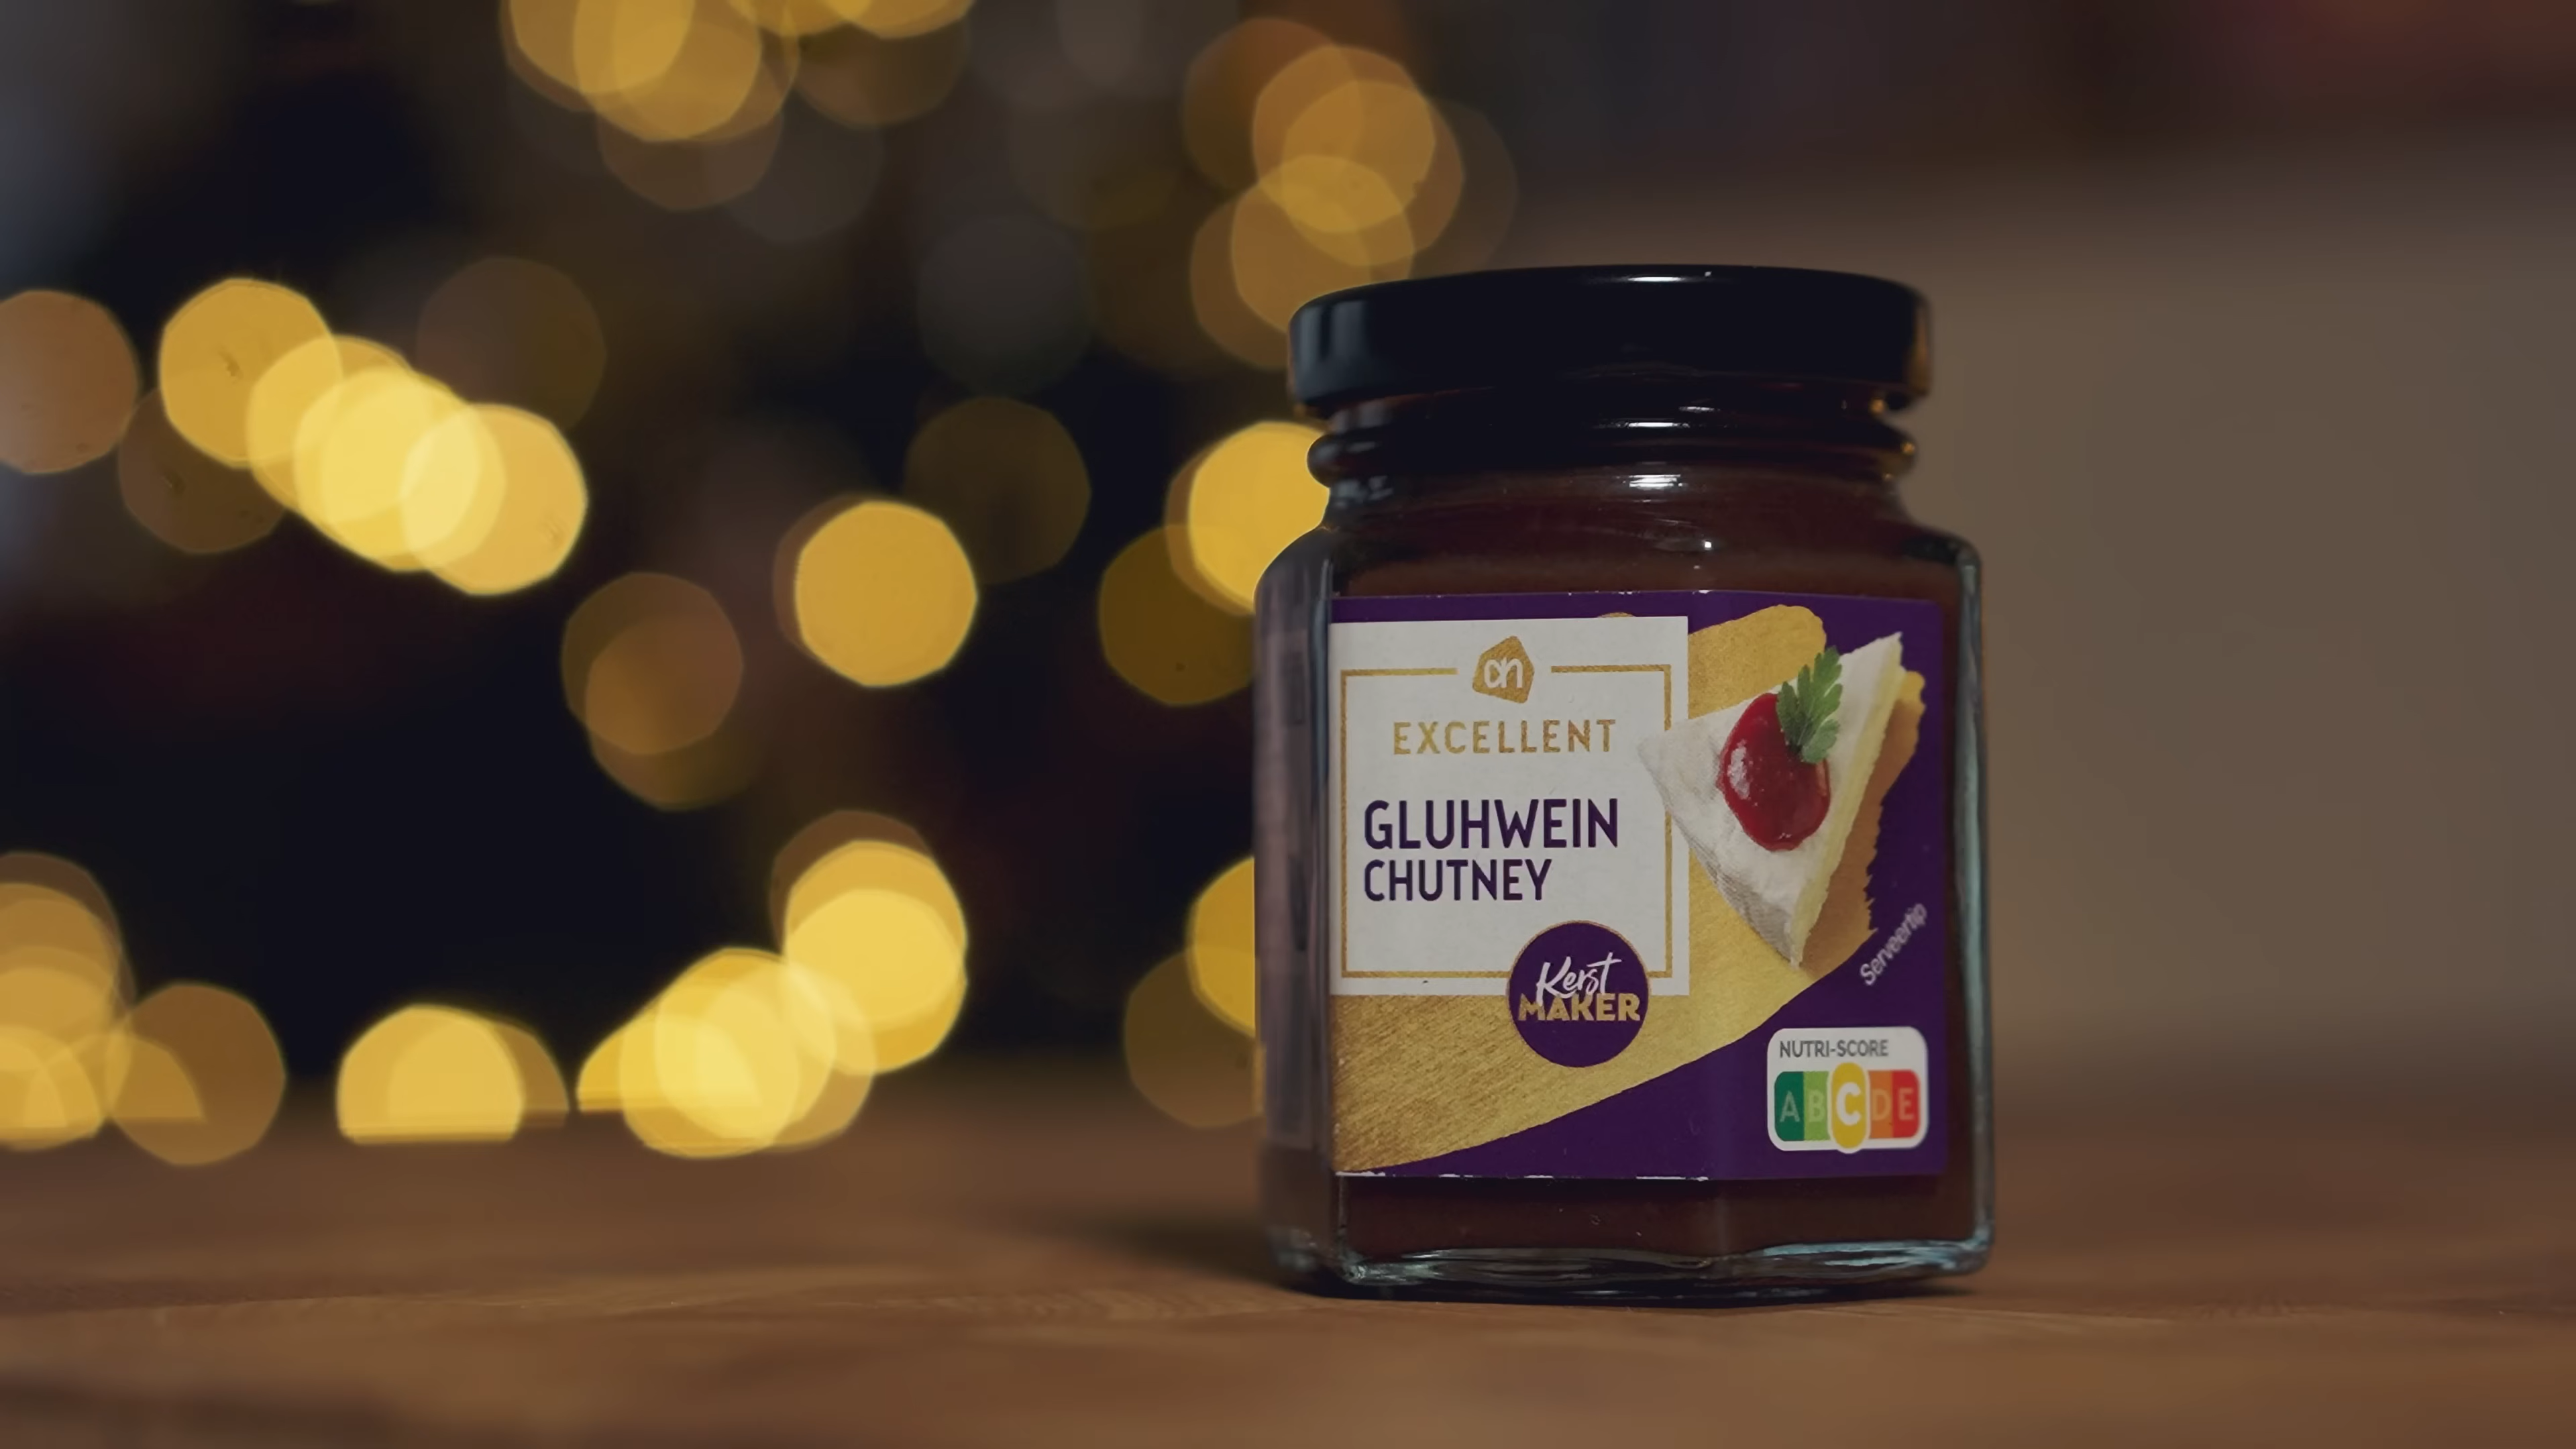 ah
EXCELLENT
GLUHWEIN
CHUTNEY
Kerst
MAKER
Serveertip
NUTRI-SCORE
A B C D E